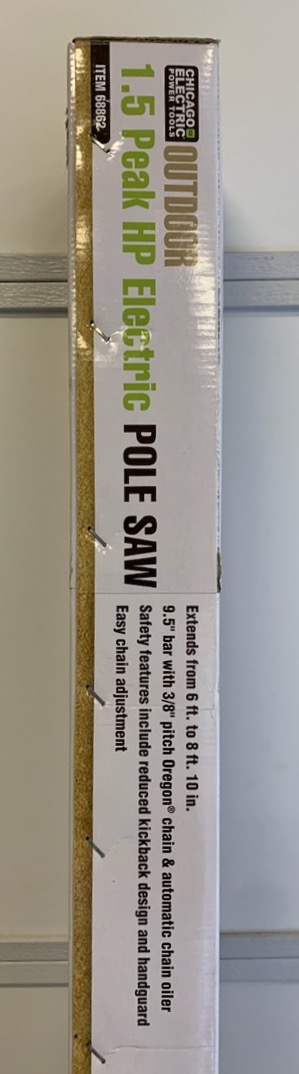 CHICAGO
ELECTRIC
POWER TOOLS
OUTDOOR
1.5 Peak HP Electric POLE SAW
ITEM 68862
Extends from 6 ft. to 8 ft. 10 in.
9.5" bar with 3/8" pitch Oregon® chain & automatic chain oiler
Safety features include reduced kickback design and handguard
Easy chain adjustment